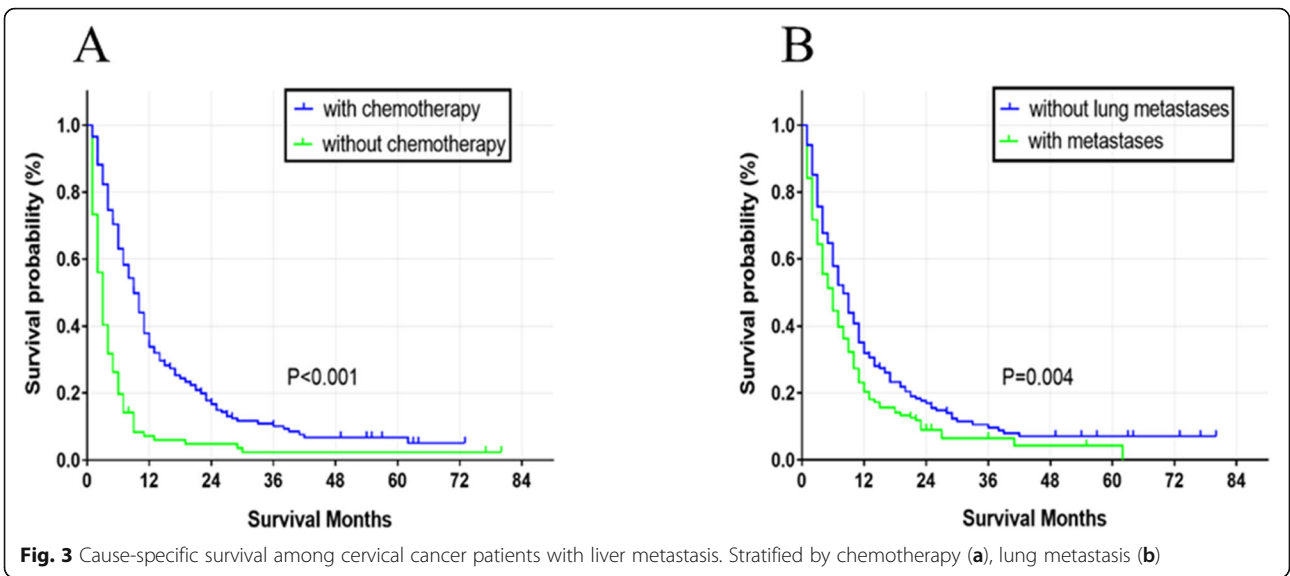 A
with chemotherapy
without chemotherapy
Survival probability (%)
1.0
0.8
0.6
0.4
0.2
0.0
P<0.001
0 12 24 36 48 60 72 84
Survival Months
B
without lung metastases
with metastases
Survival probability (%)
1.0
0.8
0.6
0.4
0.2
0.0
P=0.004
0 12 24 36 48 60 72 84
Survival Months
Fig. 3 Cause-specific survival among cervical cancer patients with liver metastasis. Stratified by chemotherapy (a), lung metastasis (b)